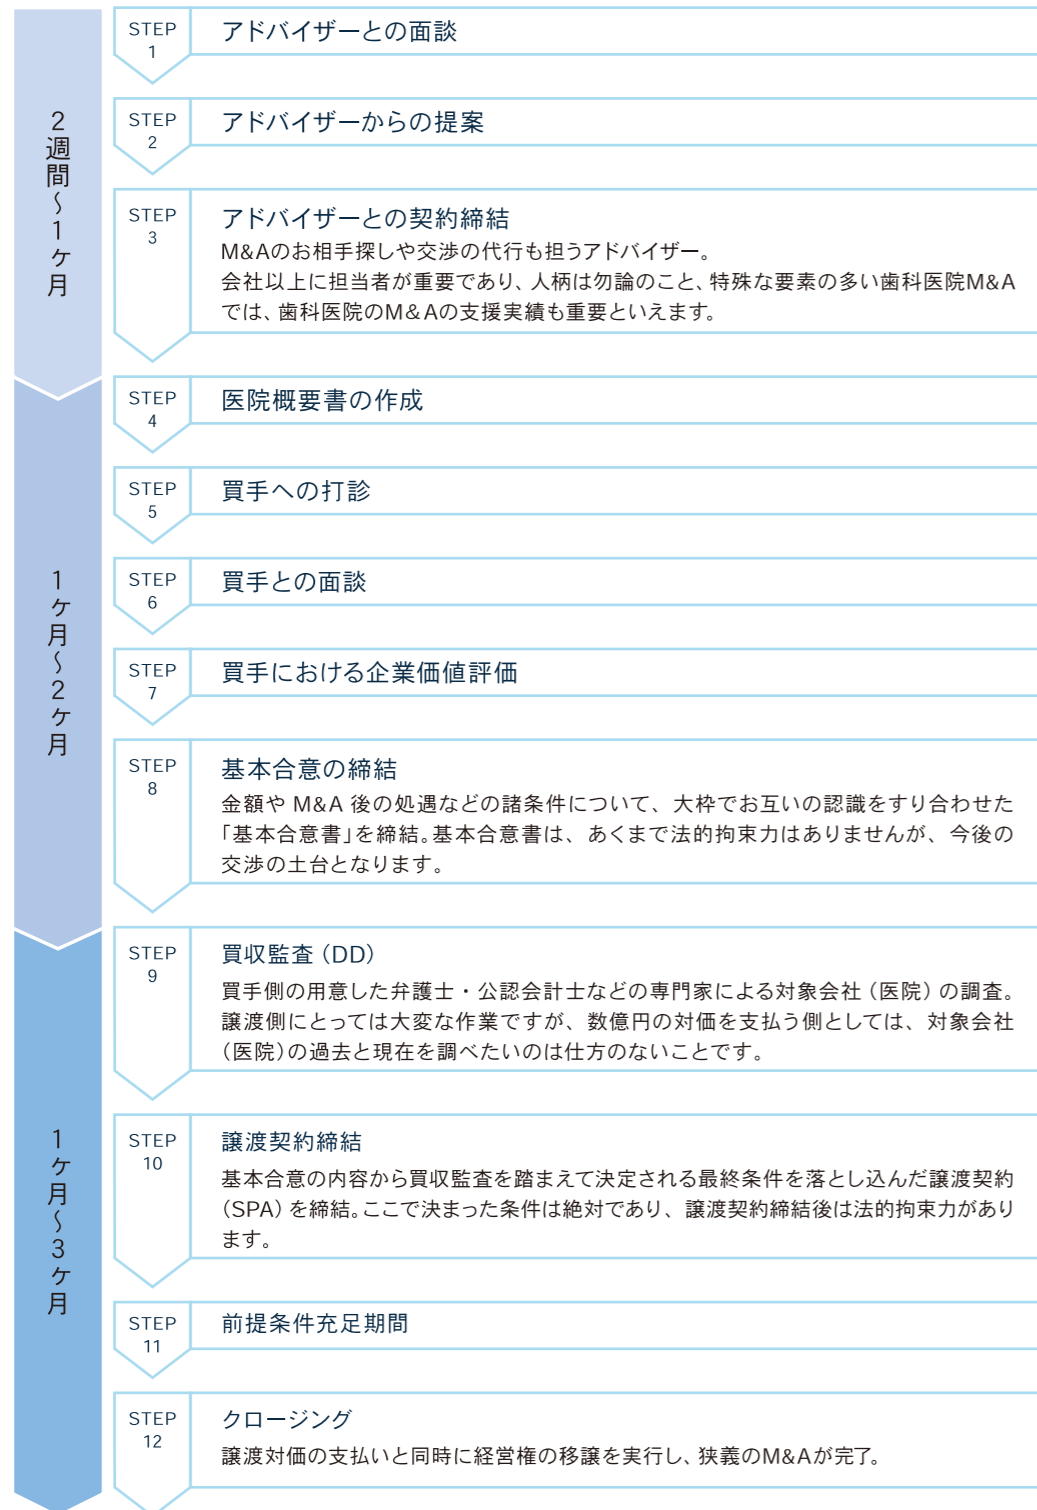 2週間〜1ヶ月
STEP
1
アドバイザーとの面談
STEP
2
アドバイザーからの提案
STEP
3
アドバイザーとの契約締結
M&Aのお相手探しや交渉の代行も担うアドバイザー。
会社以上に担当者が重要であり、人柄は勿論のこと、特殊な要素の多い歯科医院M&A
では、歯科医院のM&Aの支援実績も重要といえます。
1ヶ月〜2ヶ月
STEP
4
医院概要書の作成
STEP
5
買手への打診
STEP
6
買手との面談
STEP
7
買手における企業価値評価
STEP
8
基本合意の締結
金額や M&A 後の処遇などの諸条件について、大枠でお互いの認識をすり合わせた
「基本合意書」を締結。基本合意書は、あくまで法的拘束力はありませんが、今後の
交渉の土台となります。
1ヶ月〜3ヶ月
STEP
9
買収監査（DD）
買手側の用意した弁護士・公認会計士などの専門家による対象会社（医院）の調査。
譲渡側にとっては大変な作業ですが、数億円の対価を支払う側としては、対象会社
（医院）の過去と現在を調べたいのは仕方のないことです。
STEP
10
譲渡契約締結
基本合意の内容から買収監査を踏まえて決定される最終条件を落とし込んだ譲渡契約
（SPA）を締結。ここで決まった条件は絶対であり、譲渡契約締結後は法的拘束力があり
ます。
STEP
11
前提条件充足期間
STEP
12
クロージング
譲渡対価の支払いと同時に経営権の移譲を実行し、狭義のM&Aが完了。